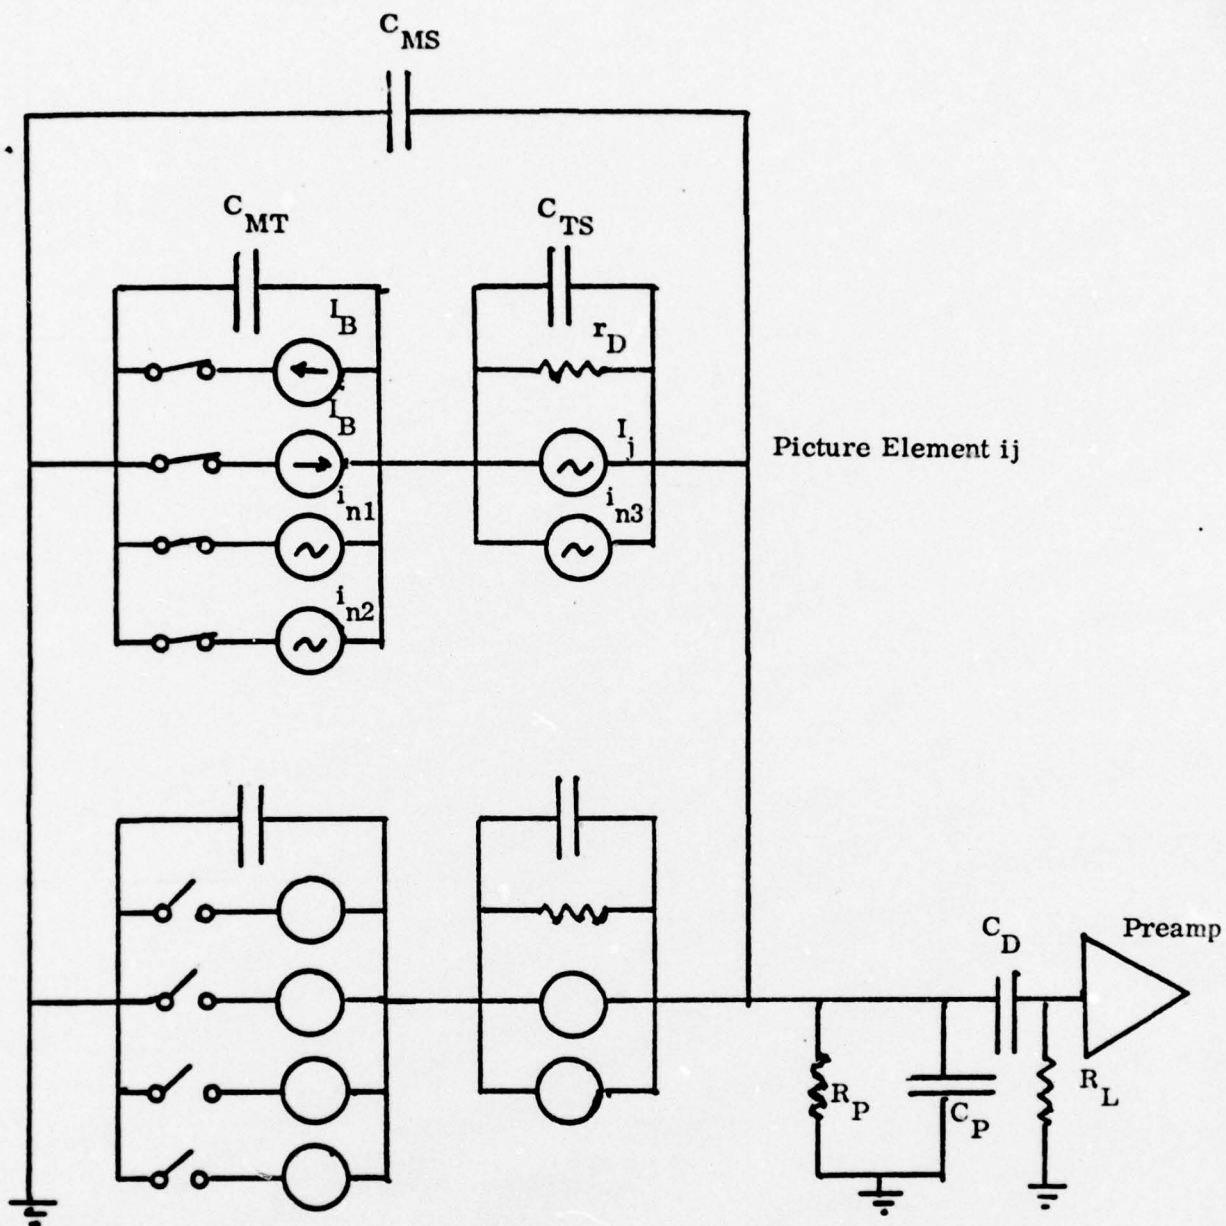 C_MS
C_MT
C_TS
I_B
r_D
I_B
I_j
Picture Element ij
i_n1
i_n3
i_n2
C_D
Preamp
R_P
C_P
R_L